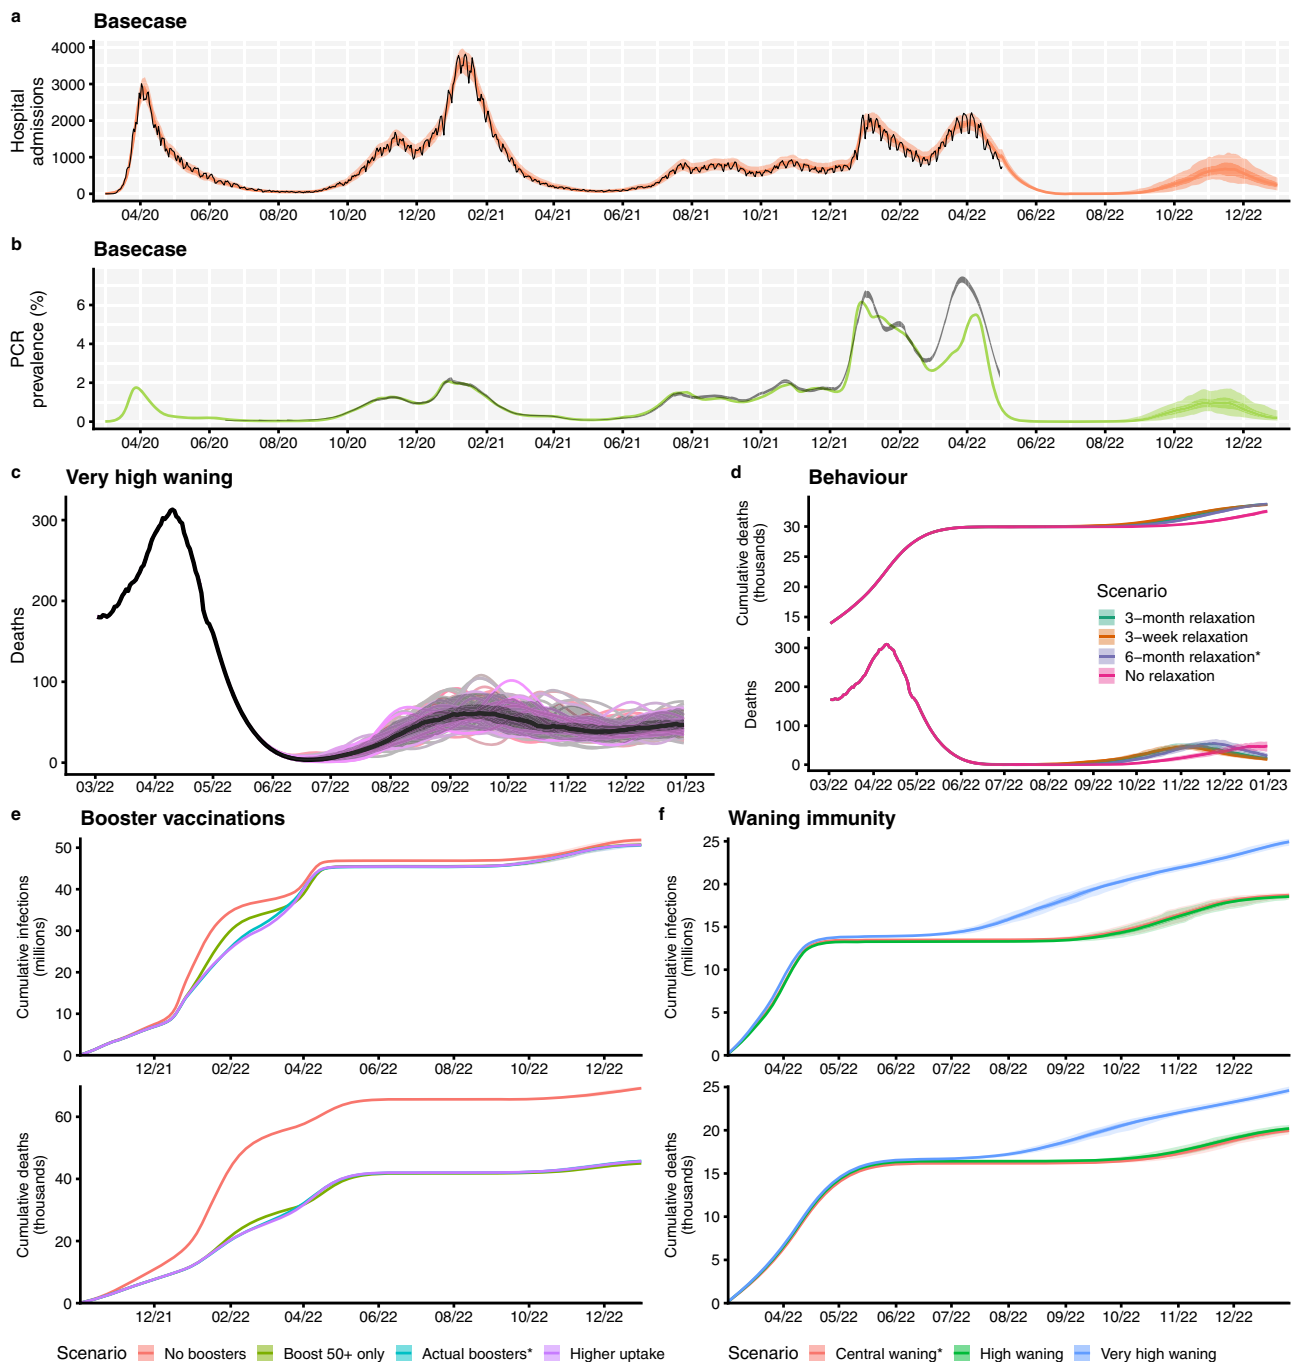 a
Basecase
Hospital
admissions
4000
3000
2000
1000
0
04/20 06/20 08/20 10/20 12/20 02/21 04/21 06/21 08/21 10/21 12/21 02/22 04/22 06/22 08/22 10/22 12/22
b
Basecase
PCR
prevalence (%)
6
4
2
0
04/20 06/20 08/20 10/20 12/20 02/21 04/21 06/21 08/21 10/21 12/21 02/22 04/22 06/22 08/22 10/22 12/22
c
Very high waning
Deaths
300
200
100
0
03/22 04/22 05/22 06/22 07/22 08/22 09/22 10/22 11/22 12/22 01/23
d
Behaviour
Cumulative deaths
(thousands)
30
25
20
15
Scenario
3−month relaxation
3−week relaxation
6−month relaxation*
No relaxation
Deaths
300
200
100
0
03/22 04/22 05/22 06/22 07/22 08/22 09/22 10/22 11/22 12/22 01/23
e
Booster vaccinations
Cumulative infections
(millions)
50
40
30
20
10
0
12/21 02/22 04/22 06/22 08/22 10/22 12/22
Cumulative deaths
(thousands)
60
40
20
0
12/21 02/22 04/22 06/22 08/22 10/22 12/22
Scenario No boosters Boost 50+ only Actual boosters* Higher uptake
f
Waning immunity
Cumulative infections
(millions)
25
20
15
10
5
0
04/22 05/22 06/22 07/22 08/22 09/22 10/22 11/22 12/22
Cumulative deaths
(thousands)
25
20
15
10
5
0
04/22 05/22 06/22 07/22 08/22 09/22 10/22 11/22 12/22
Scenario Central waning* High waning Very high waning